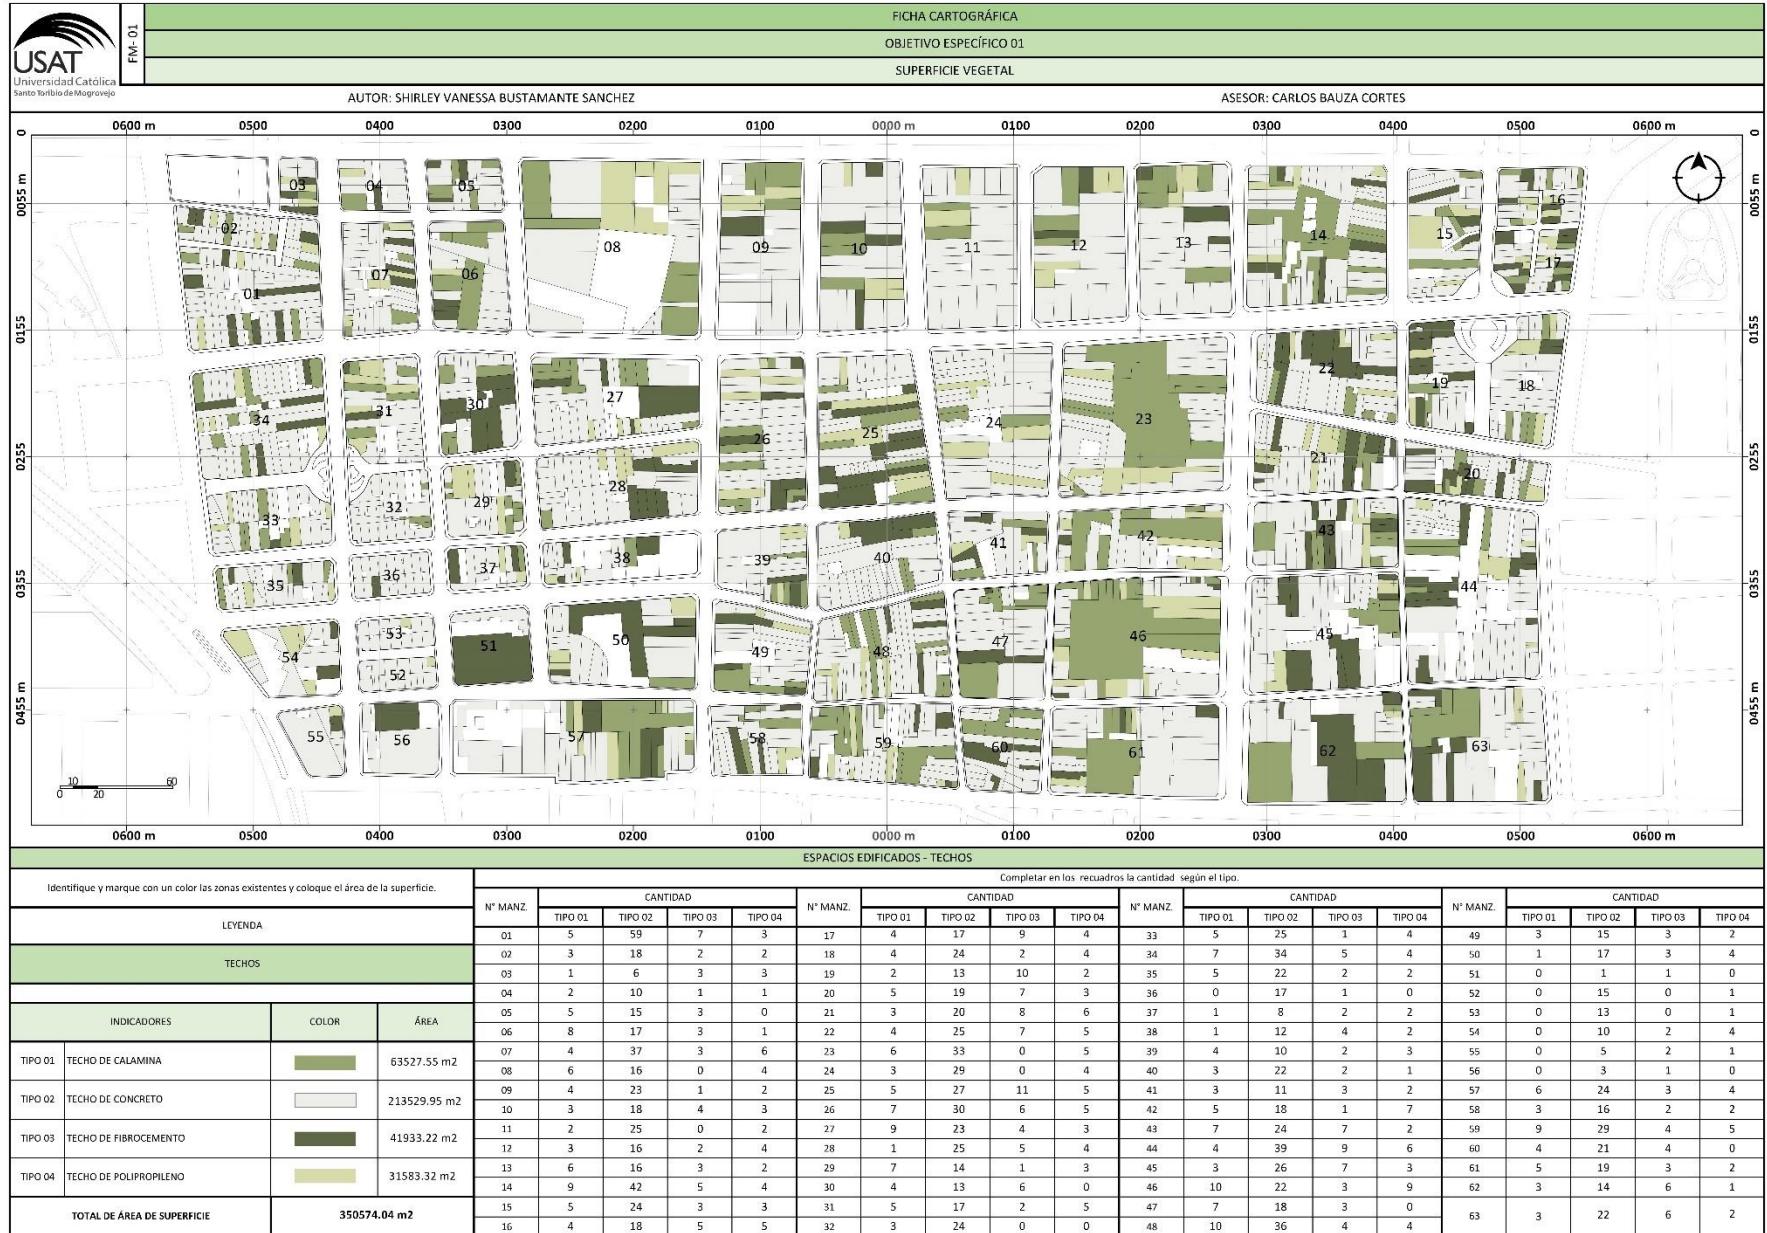 USAT
Universidad Católica
Santo Toribio de Mogrovejo
FM- 01
FICHA CARTOGRÁFICA
OBJETIVO ESPECÍFICO 01
SUPERFICIE VEGETAL
AUTOR: SHIRLEY VANESSA BUSTAMANTE SANCHEZ
ASESOR: CARLOS BAUZA CORTES
0600 m 0500 0400 0300 0200 0100 0000 m 0100 0200 0300 0400 0500 0600 m
0 0
0055 m 0055 m
0155 0155
0255 0255
0355 0355
0455 m 0455 m
03 04 05 16
02 08 09 10 11 12 13 14 15 17
01 07 06
34 31 30 27 26 25 24 23 22 19 18
33 32 29 28 21 20
35 36 37 38 39 40 41 42 43 44
54 53 52 51 50 49 48 47 46 45
55 56 57 58 59 60 61 62 63
10 60
0 20
0600 m 0500 0400 0300 0200 0100 0000 m 0100 0200 0300 0400 0500 0600 m
ESPACIOS EDIFICADOS - TECHOS
Identifique y marque con un color las zonas existentes y coloque el área de la superficie.
LEYENDA
TECHOS
INDICADORES COLOR ÁREA
TIPO 01 TECHO DE CALAMINA 63527.55 m2
TIPO 02 TECHO DE CONCRETO 213529.95 m2
TIPO 03 TECHO DE FIBROCEMENTO 41933.22 m2
TIPO 04 TECHO DE POLIPROPILENO 31583.32 m2
TOTAL DE ÁREA DE SUPERFICIE 350574.04 m2
Completar en los recuadros la cantidad según el tipo.
N° MANZ. CANTIDAD N° MANZ. CANTIDAD N° MANZ. CANTIDAD N° MANZ. CANTIDAD
TIPO 01 TIPO 02 TIPO 03 TIPO 04 TIPO 01 TIPO 02 TIPO 03 TIPO 04 TIPO 01 TIPO 02 TIPO 03 TIPO 04 TIPO 01 TIPO 02 TIPO 03 TIPO 04
01 5 59 7 3 17 4 17 9 4 33 5 25 1 4 49 3 15 3 2
02 3 18 2 2 18 4 24 2 4 34 7 34 5 4 50 1 17 3 4
03 1 6 3 3 19 2 13 10 2 35 5 22 2 2 51 0 1 1 0
04 2 10 1 1 20 5 19 7 3 36 0 17 1 0 52 0 15 0 1
05 5 15 3 0 21 3 20 8 6 37 1 8 2 2 53 0 13 0 1
06 8 17 3 1 22 4 25 7 5 38 1 12 4 2 54 0 10 2 4
07 4 37 3 6 23 6 33 0 5 39 4 10 2 3 55 0 5 2 1
08 6 16 0 4 24 3 29 0 4 40 3 22 2 1 56 0 3 1 0
09 4 23 1 2 25 5 27 11 5 41 3 11 3 2 57 6 24 3 4
10 3 18 4 3 26 7 30 6 5 42 5 18 1 7 58 3 16 2 2
11 2 25 0 2 27 9 23 4 3 43 7 24 7 2 59 9 29 4 5
12 3 16 2 4 28 1 25 5 4 44 4 39 9 6 60 4 21 4 0
13 6 16 3 2 29 7 14 1 3 45 3 26 7 3 61 5 19 3 2
14 9 42 5 4 30 4 13 6 0 46 10 22 3 9 62 3 14 6 1
15 5 24 3 3 31 5 17 2 5 47 7 18 3 0 63 3 22 6 2
16 4 18 5 5 32 3 24 0 0 48 10 36 4 4